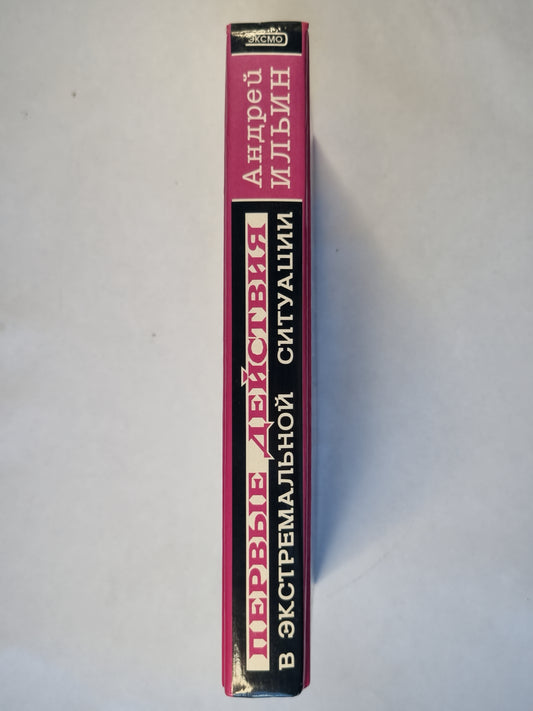 ЭКСМО
Андрей
ИЛЬИН
ПЕРВЫЕ ДЕЙСТВИЯ
В ЭКСТРЕМАЛЬНОЙ СИТУАЦИИ